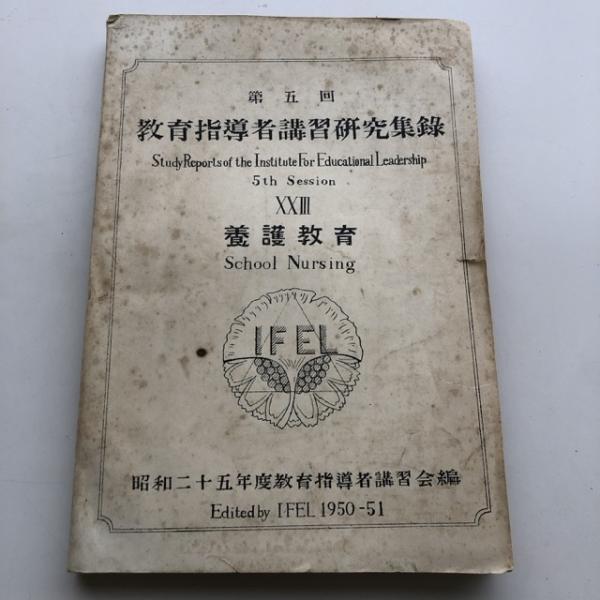 第五回
教育指導者講習研究集錄
Study Reports of the Institute For Educational Leadership
5th Session
XXIII
養護教育
School Nursing
IFEL
昭和二十五年度教育指導者講習会編
Edited by IFEL 1950-51